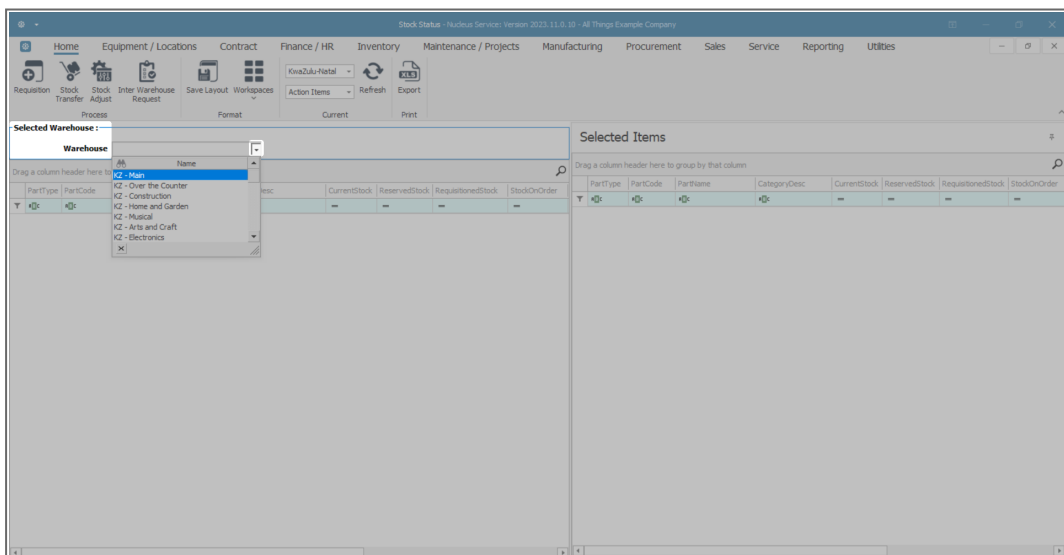 Stock Status - Nucleus Service: Version 2023.11.0.10 - All Things Example Company
Home Equipment / Locations Contract Finance / HR Inventory Maintenance / Projects Manufacturing Procurement Sales Service Reporting Utilities
Requisition
Stock Transfer
Stock Adjust
Inter Warehouse Request
Save Layout
Workspaces
KwaZulu-Natal
Action Items
Refresh
XLS
Export
Process Format Current Print
Selected Warehouse :
Warehouse
Name
KZ - Main
KZ - Over the Counter
KZ - Construction
KZ - Home and Garden
KZ - Musical
KZ - Arts and Craft
KZ - Electronics
Drag a column header here to
PartType PartCode CurrentStock ReservedStock RequisitionedStock StockOnOrder
Selected Items
Drag a column header here to group by that column
PartType PartCode PartName CategoryDesc CurrentStock ReservedStock RequisitionedStock StockOnOrder